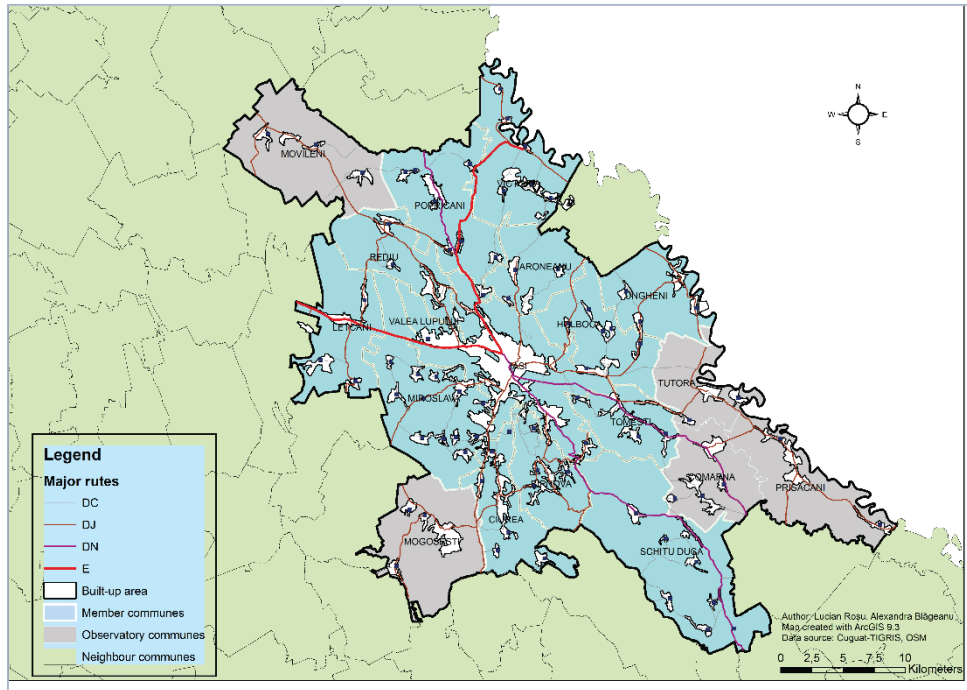 N
W E
S
MOVILENI
VICTORIA
POPRICANI
REDIU
ARONEANU
UNGHENI
VALEA LUPULUI
HOLBOCA
LETCANI
TUTORA
MIROSLAVA
TOMESTI
COMARNA
PRISACANI
CIUREA
MOGOSESTI
SCHITU DUCA
Legend
Major rutes
DC
DJ
DN
E
Built-up area
Member communes
Observatory communes
Neighbour communes
Author: Lucian Roșu, Alexandra Blăgeanu
Map created with ArcGIS 9.3
Data source: Cuguat-TIGRIS, OSM
0 2,5 5 7,5 10
Kilometers